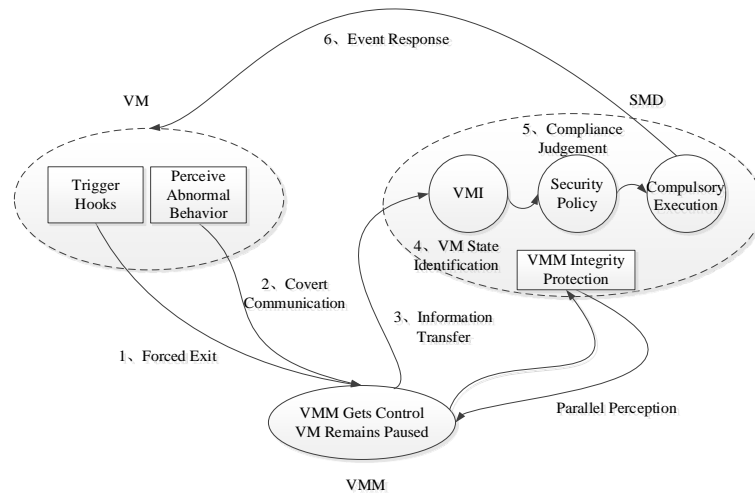 6、Event Response
VM
SMD
5、Compliance
Judgement
Trigger
Hooks
Perceive
Abnormal
Behavior
VMI
Security
Policy
Compulsory
Execution
4、VM State
Identification
VMM Integrity
Protection
2、Covert
Communication
3、Information
Transfer
1、Forced Exit
VMM Gets Control
VM Remains Paused
Parallel Perception
VMM